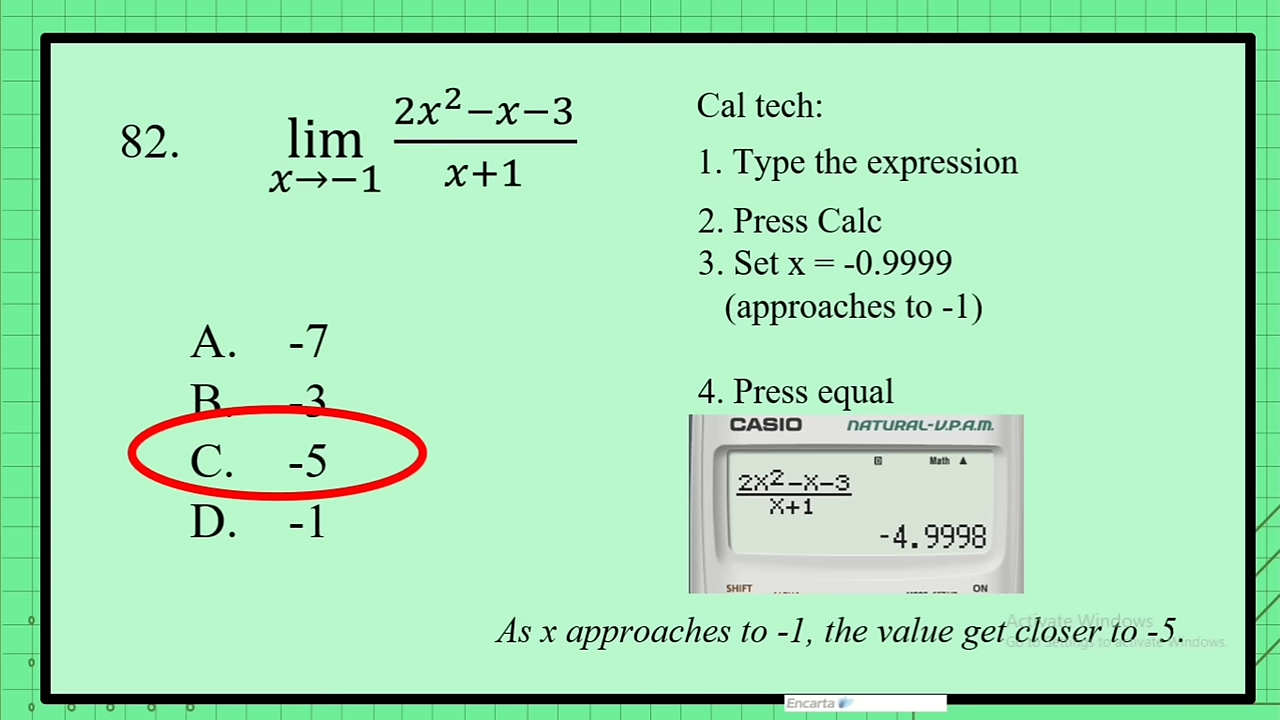 82. lim x→−1 2x²−x−3 / x+1
A. -7
B. -3
C. -5
D. -1
Cal tech:
1. Type the expression
2. Press Calc
3. Set x = -0.9999
(approaches to -1)
4. Press equal
CASIO NATURAL-V.P.A.M.
D Math ▲
2X²−X−3
X+1
-4.9998
SHIFT ON
As x approaches to -1, the value get closer to -5.
Activate Windows
Go to Settings to activate Windows.
Encarta